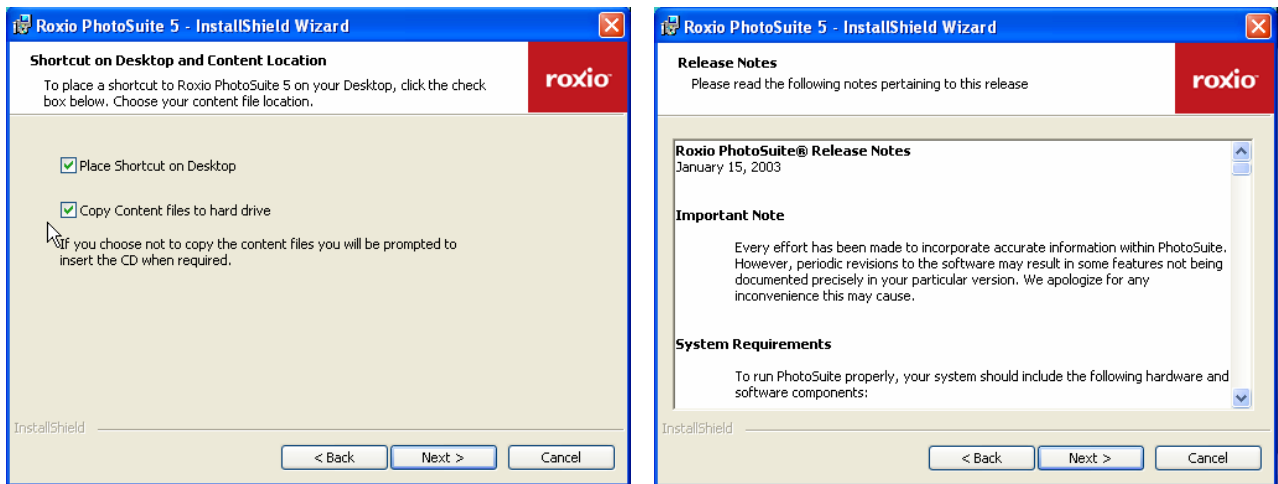 Roxio PhotoSuite 5 - InstallShield Wizard
Shortcut on Desktop and Content Location
To place a shortcut to Roxio PhotoSuite 5 on your Desktop, click the check
box below. Choose your content file location.
roxio
Place Shortcut on Desktop
Copy Content files to hard drive
If you choose not to copy the content files you will be prompted to
insert the CD when required.
InstallShield
< Back
Next >
Cancel
Roxio PhotoSuite 5 - InstallShield Wizard
Release Notes
Please read the following notes pertaining to this release
roxio
Roxio PhotoSuite® Release Notes
January 15, 2003
Important Note
Every effort has been made to incorporate accurate information within PhotoSuite.
However, periodic revisions to the software may result in some features not being
documented precisely in your particular version. We apologize for any
inconvenience this may cause.
System Requirements
To run PhotoSuite properly, your system should include the following hardware and
software components:
InstallShield
< Back
Next >
Cancel